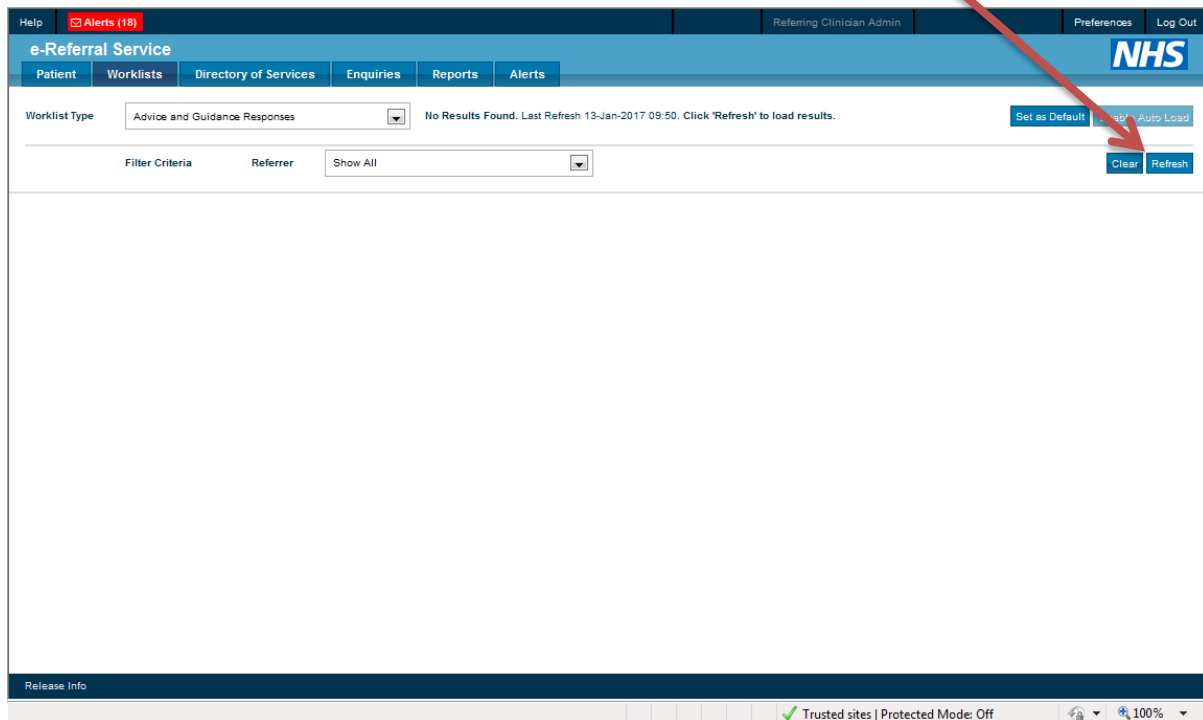 Help Alerts (18) Referring Clinician Admin Preferences Log Out
e-Referral Service NHS
Patient Worklists Directory of Services Enquiries Reports Alerts
Worklist Type Advice and Guidance Responses No Results Found. Last Refresh 13-Jan-2017 09:50. Click 'Refresh' to load results. Set as Default Auto Load
Filter Criteria Referrer Show All Clear Refresh
Release Info
Trusted sites | Protected Mode: Off 100%